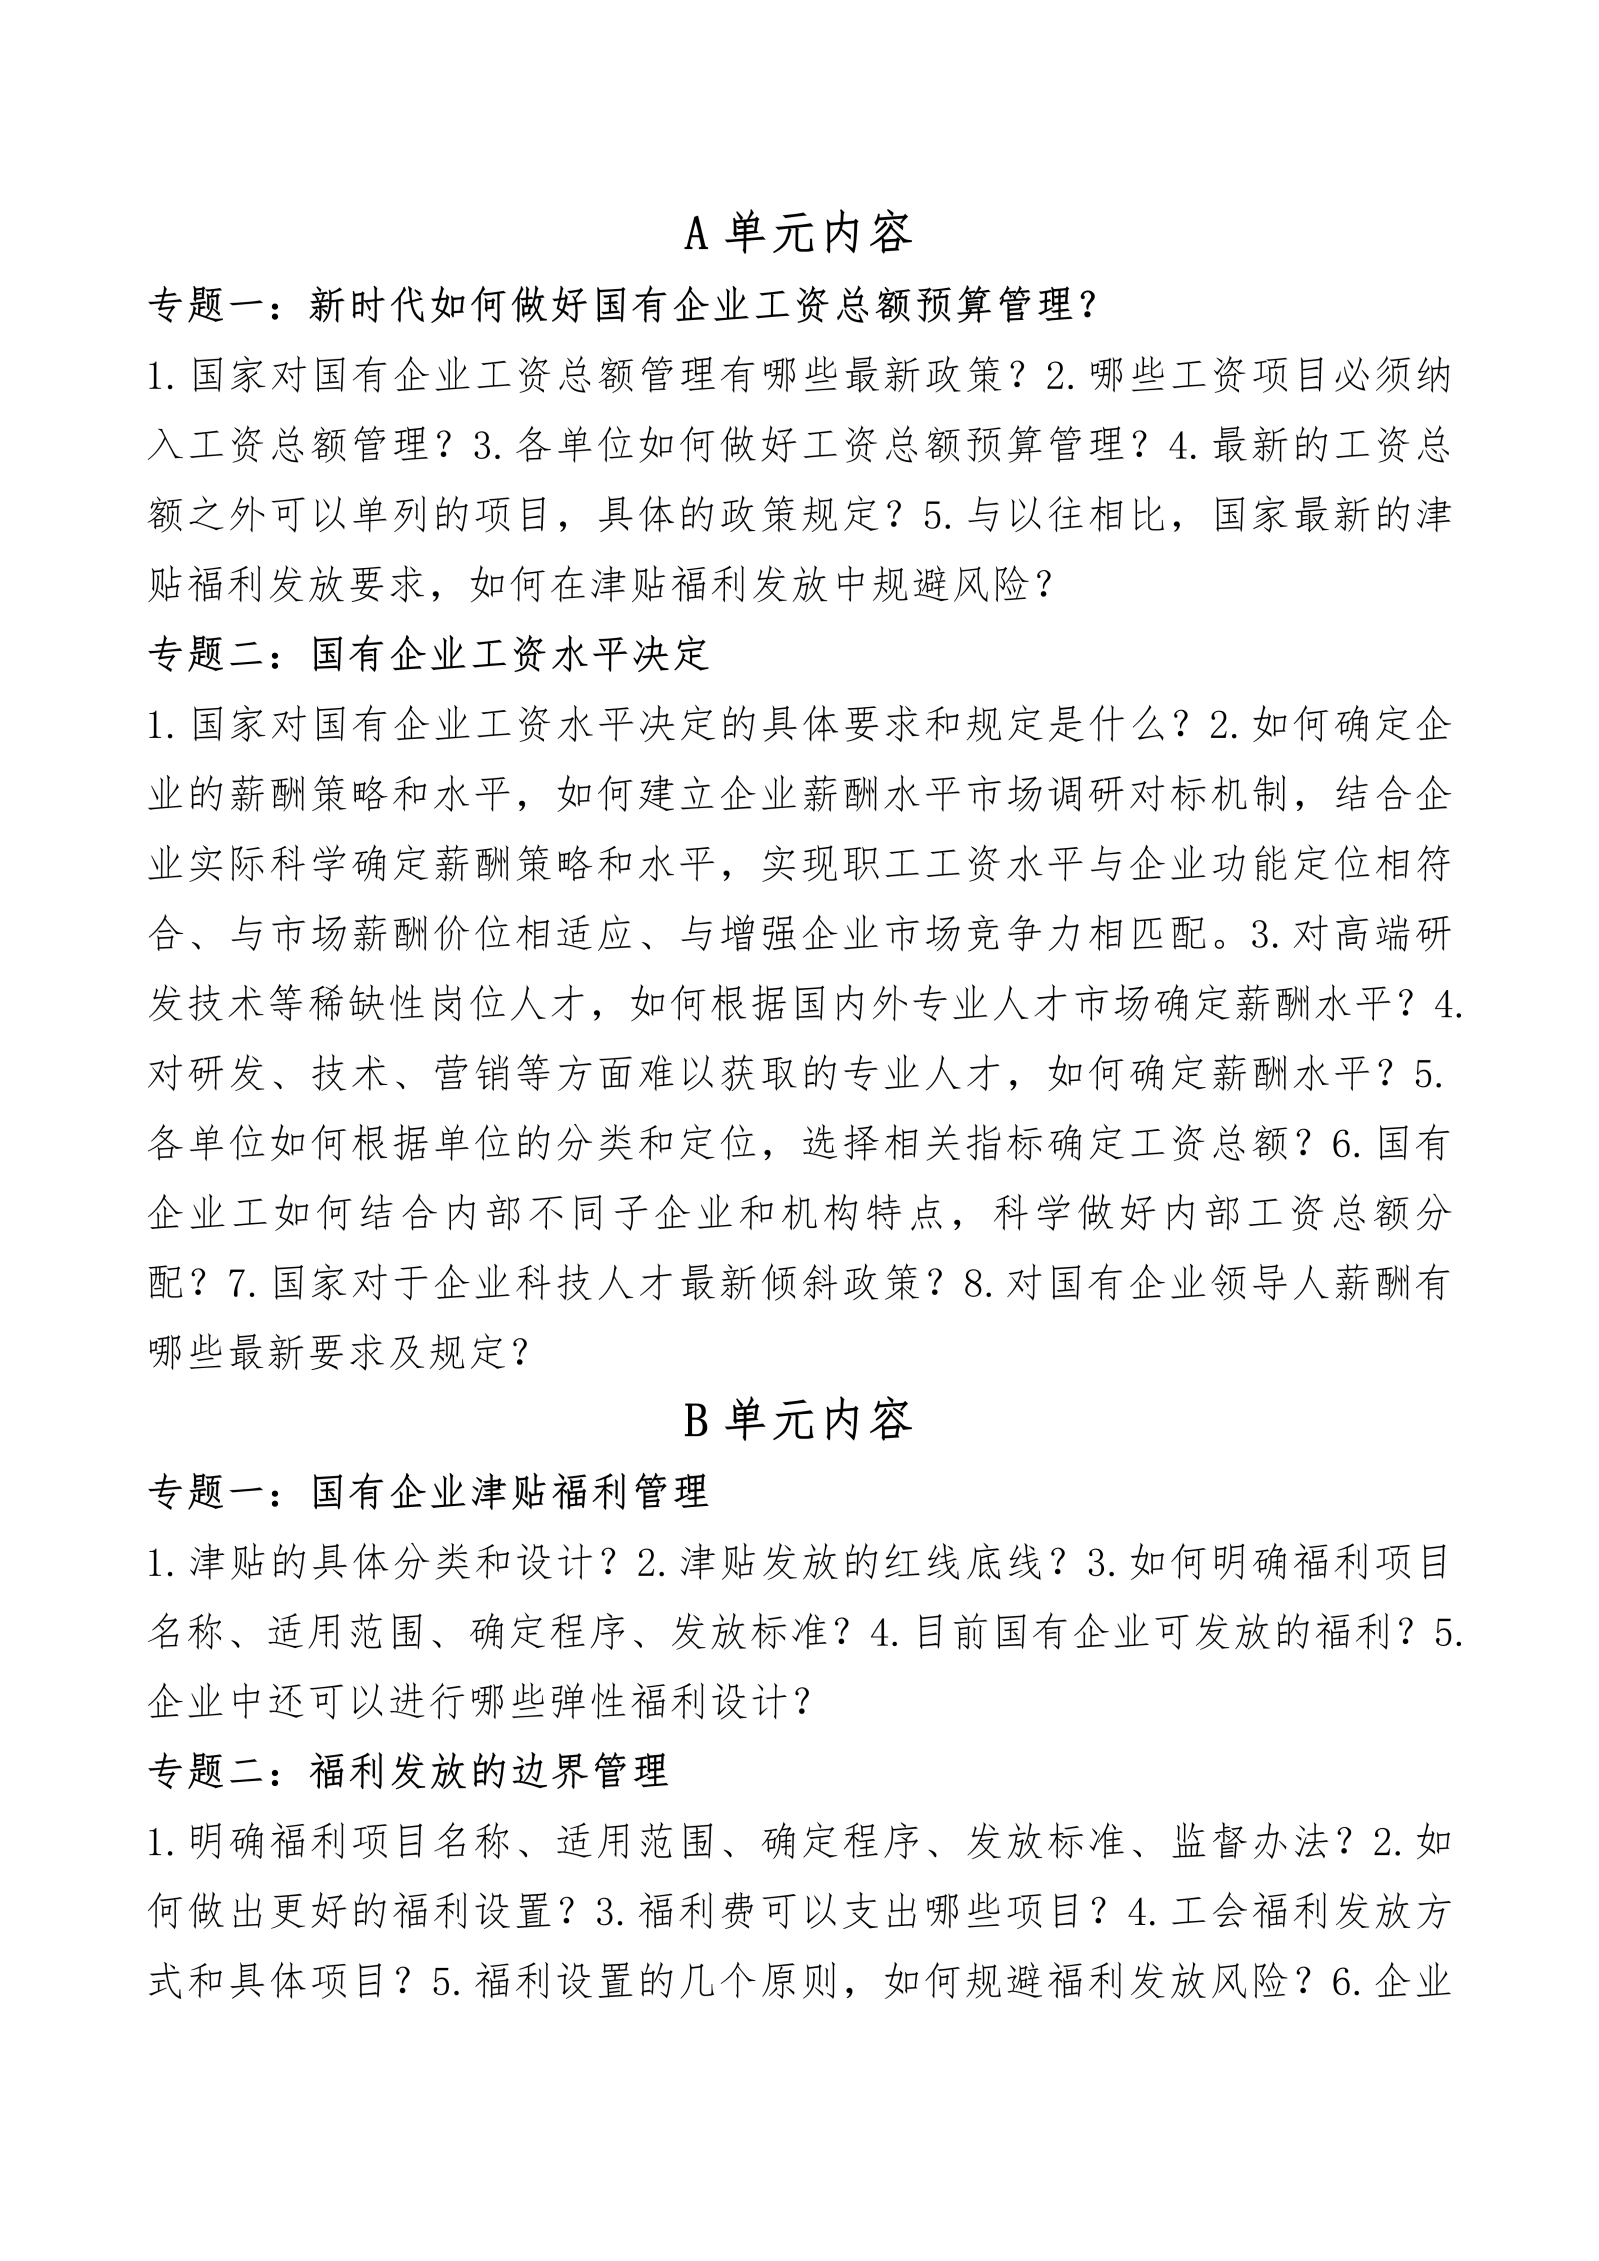 A 单元内容
专题一：新时代如何做好国有企业工资总额预算管理？
1.国家对国有企业工资总额管理有哪些最新政策？2.哪些工资项目必须纳
入工资总额管理？3.各单位如何做好工资总额预算管理？4.最新的工资总
额之外可以单列的项目，具体的政策规定？5.与以往相比，国家最新的津
贴福利发放要求，如何在津贴福利发放中规避风险？
专题二：国有企业工资水平决定
1.国家对国有企业工资水平决定的具体要求和规定是什么？2.如何确定企
业的薪酬策略和水平，如何建立企业薪酬水平市场调研对标机制，结合企
业实际科学确定薪酬策略和水平，实现职工工资水平与企业功能定位相符
合、与市场薪酬价位相适应、与增强企业市场竞争力相匹配。3.对高端研
发技术等稀缺性岗位人才，如何根据国内外专业人才市场确定薪酬水平？4.
对研发、技术、营销等方面难以获取的专业人才，如何确定薪酬水平？5.
各单位如何根据单位的分类和定位，选择相关指标确定工资总额？6.国有
企业工如何结合内部不同子企业和机构特点，科学做好内部工资总额分
配？7.国家对于企业科技人才最新倾斜政策？8.对国有企业领导人薪酬有
哪些最新要求及规定？
B 单元内容
专题一：国有企业津贴福利管理
1.津贴的具体分类和设计？2.津贴发放的红线底线？3.如何明确福利项目
名称、适用范围、确定程序、发放标准？4.目前国有企业可发放的福利？5.
企业中还可以进行哪些弹性福利设计？
专题二：福利发放的边界管理
1.明确福利项目名称、适用范围、确定程序、发放标准、监督办法？2.如
何做出更好的福利设置？3.福利费可以支出哪些项目？4.工会福利发放方
式和具体项目？5.福利设置的几个原则，如何规避福利发放风险？6.企业